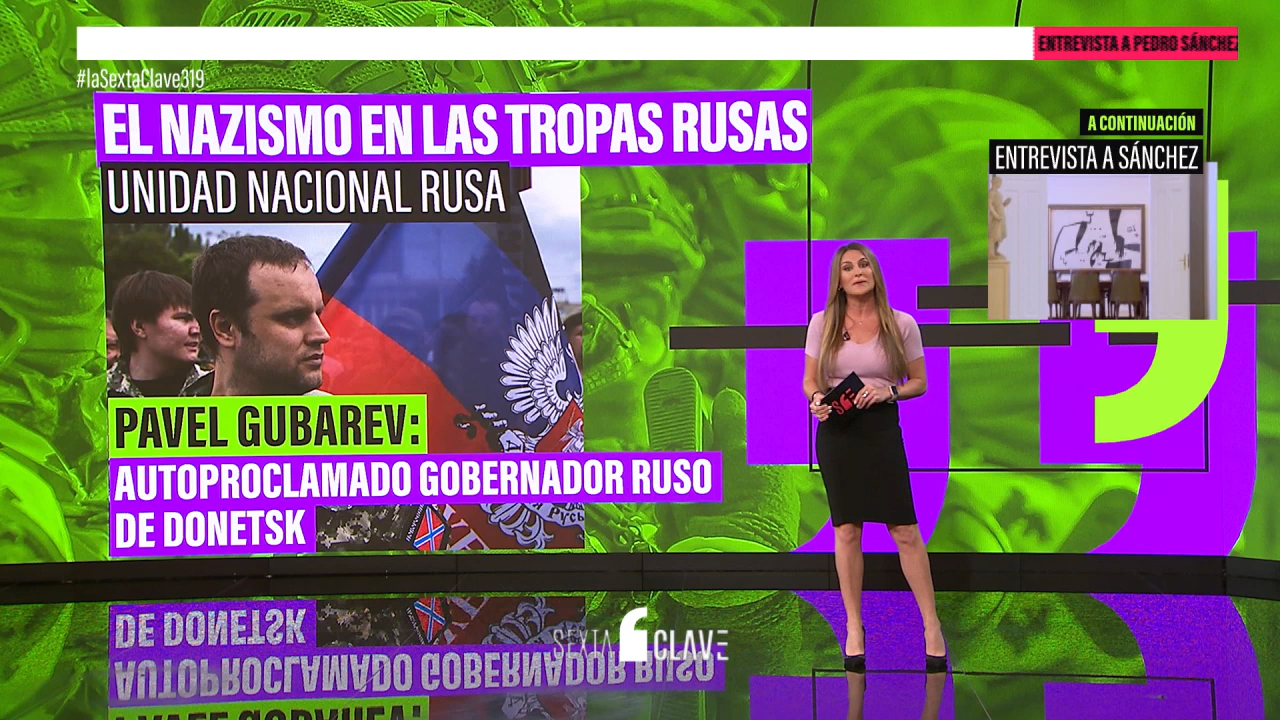 ENTREVISTA A PEDRO SÁNCHEZ
#laSextaClave319
EL NAZISMO EN LAS TROPAS RUSAS
UNIDAD NACIONAL RUSA
A CONTINUACIÓN
ENTREVISTA A SÁNCHEZ
PAVEL GUBAREV:
AUTOPROCLAMADO GOBERNADOR RUSO
DE DONETSK
SEXTA CLAVE